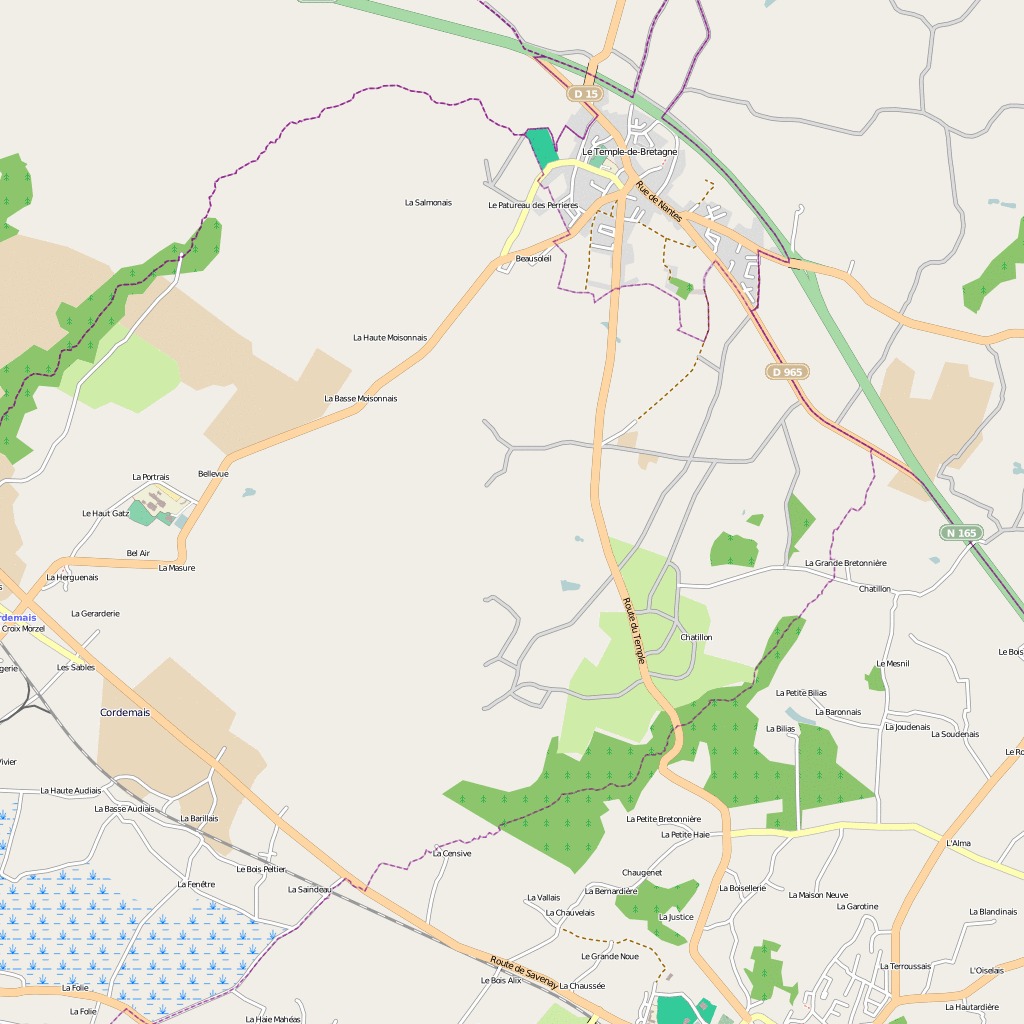 D 15
Le Temple-de-Bretagne
Rue de Nantes
La Salmonais
Le Patureau des Perrieres
Beausoleil
La Haute Moisonnais
D 965
La Basse Moisonnais
Bellevue
La Portrais
Le Haut Gatz
N 165
Bel Air
La Masure
La Grande Bretonnière
La Herguenais
Chatillon
La Gerarderie
rdemais
Croix Morzel
Route du Temple
Chatillon
Le Bois
gerie
Les Sables
Le Mesnil
La Petite Bilias
Cordemais
La Baronnais
La Bilias
La Joudenais
La Soudenais
Le Ro
Vivier
La Haute Audiais
La Basse Audiais
La Barillais
La Petite Bretonnière
La Petite Haie
L'Alma
La Censive
Le Bois Peltier
Chaugenet
La Fenêtre
La Saindeau
La Bernardière
La Boisellerie
La Vallais
La Maison Neuve
La Chauvelais
La Justice
La Garotine
La Blandinais
Le Grande Noue
Route de Savenay
La Terroussais
L'Oiselais
Le Bois Alix
La Chaussée
La Folie
La Folie
La Haie Mahéas
La Hautardière